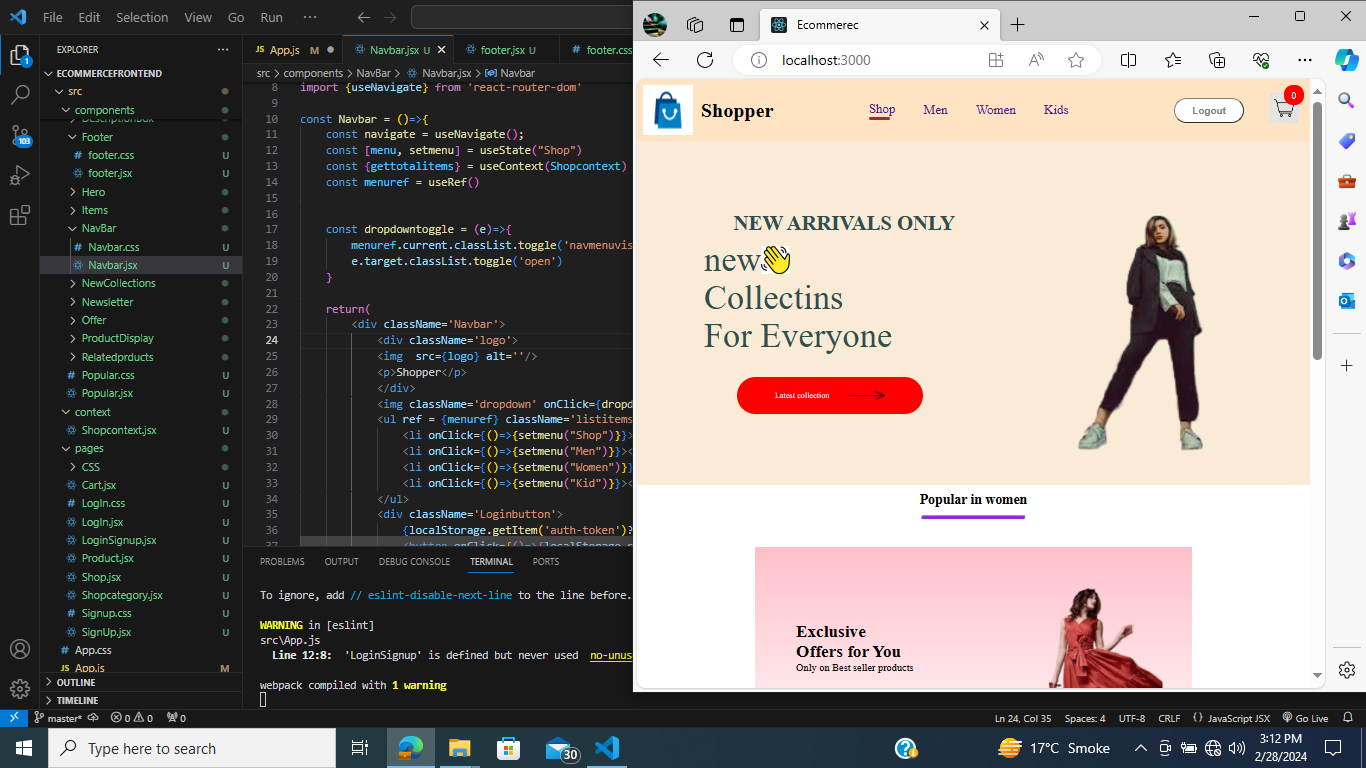 File Edit Selection View Go Run ···
EXPLORER
ECOMMERCEFRONTEND
src
components
Footer
footer.css U
footer.jsx U
Hero
Items
NavBar
Navbar.css U
Navbar.jsx U
NewCollections
Newsletter
Offer
ProductDisplay
Relatedprducts
Popular.css U
Popular.jsx U
context
Shopcontext.jsx U
pages
CSS
Cart.jsx U
LogIn.css U
LogIn.jsx U
LoginSignup.jsx U
Product.jsx U
Shop.jsx U
Shopcategory.jsx U
Signup.css U
SignUp.jsx U
App.css
JS App.js M
OUTLINE
TIMELINE
1
103
JS App.js M
Navbar.jsx U
footer.jsx U
footer.css
src > components > NavBar > Navbar.jsx > Navbar
8 import {useNavigate} from 'react-router-dom'
9
10 const Navbar = ()=>{
11 const navigate = useNavigate();
12 const [menu, setmenu] = useState("Shop")
13 const {gettotalitems} = useContext(Shopcontext)
14 const menuref = useRef()
15
16
17 const dropdowntoggle = (e)=>{
18 menuref.current.classList.toggle('navmenuvis
19 e.target.classList.toggle('open')
20 }
21
22 return(
23 <div className='Navbar'>
24 <div className='logo'>
25 <img src={logo} alt=''/>
26 <p>Shopper</p>
27 </div>
28 <img className='dropdown' onClick={dropd
29 <ul ref = {menuref} className='listitems
30 <li onClick={()=>{setmenu("Shop")}}>
31 <li onClick={()=>{setmenu("Men")}}><
32 <li onClick={()=>{setmenu("Women")}}
33 <li onClick={()=>{setmenu("Kid")}}><
34 </ul>
35 <div className='Loginbutton'>
36 {localStorage.getItem('auth-token')?
37
PROBLEMS OUTPUT DEBUG CONSOLE TERMINAL PORTS
To ignore, add // eslint-disable-next-line to the line before.
WARNING in [eslint]
src\App.js
Line 12:8: 'LoginSignup' is defined but never used no-unus
webpack compiled with 1 warning
master* 0 0 0
Ln 24, Col 35 Spaces: 4 UTF-8 CRLF {} JavaScript JSX Go Live
Ecommerec
localhost:3000
Shopper
Shop Men Women Kids
Logout
0
NEW ARRIVALS ONLY
new
Collectins
For Everyone
Latest collection
Popular in women
Exclusive
Offers for You
Only on Best seller products
Type here to search
30
17°C Smoke
3:12 PM
2/28/2024